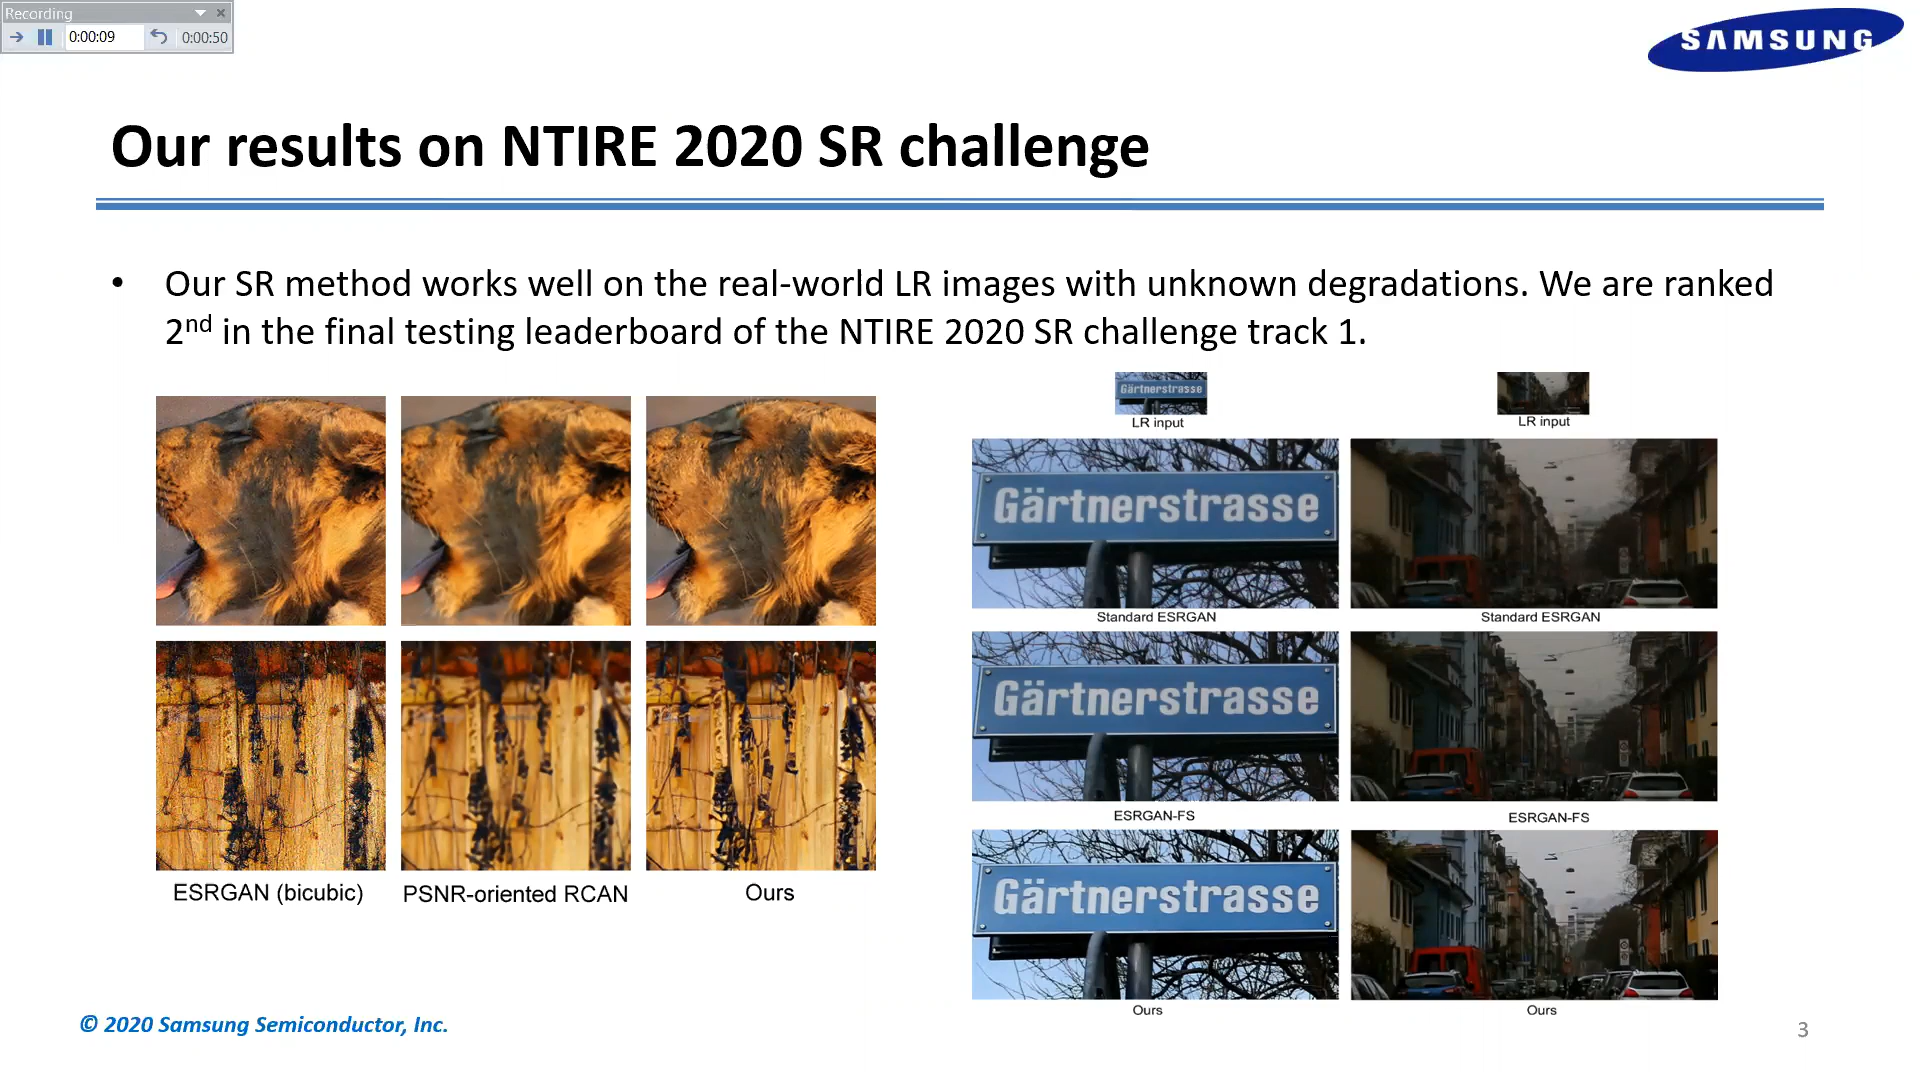 Recording
0:00:09
0:00:50
SAMSUNG
Our results on NTIRE 2020 SR challenge
• Our SR method works well on the real-world LR images with unknown degradations. We are ranked
2nd in the final testing leaderboard of the NTIRE 2020 SR challenge track 1.
Gärtnerstrasse
LR input
LR input
Gärtnerstrasse
Standard ESRGAN
Standard ESRGAN
Gärtnerstrasse
ESRGAN-FS
ESRGAN-FS
Gärtnerstrasse
Ours
Ours
ESRGAN (bicubic)
PSNR-oriented RCAN
Ours
© 2020 Samsung Semiconductor, Inc.
3